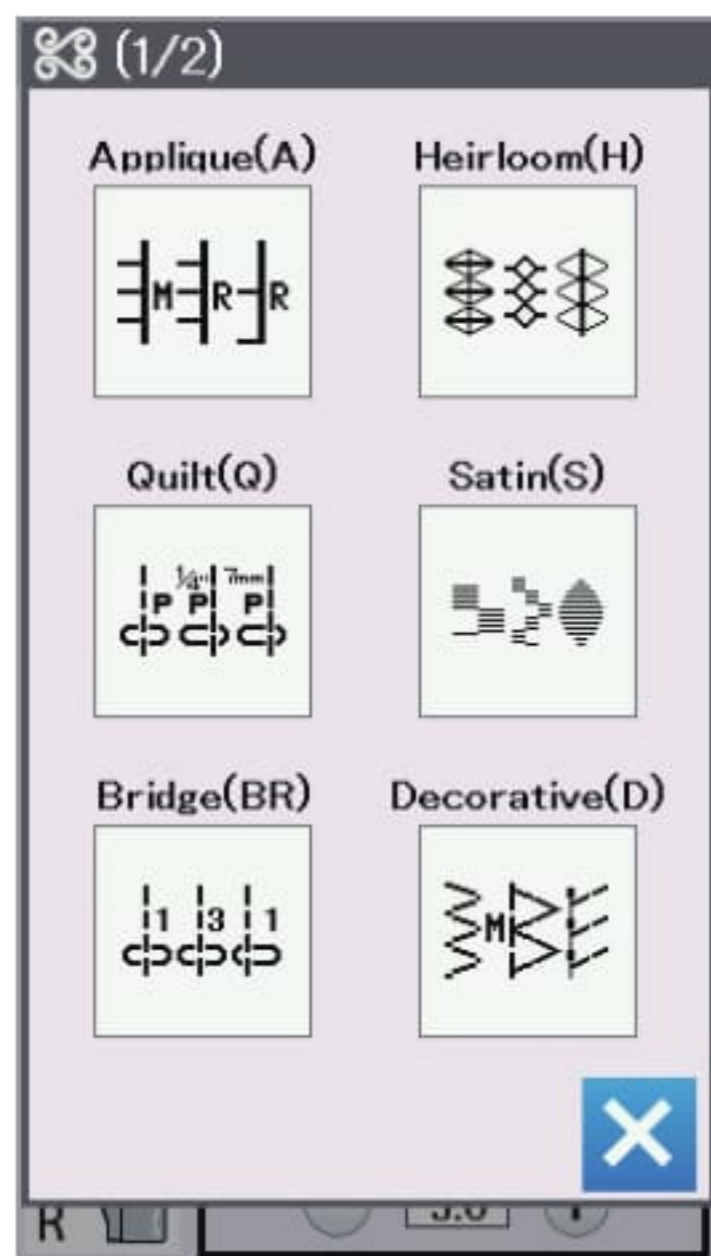 (1/2)
Applique(A) Heirloom(H)
M R R
Quilt(Q) Satin(S)
1/4" 7mm
P P P
Bridge(BR) Decorative(D)
1 3 1 M
R